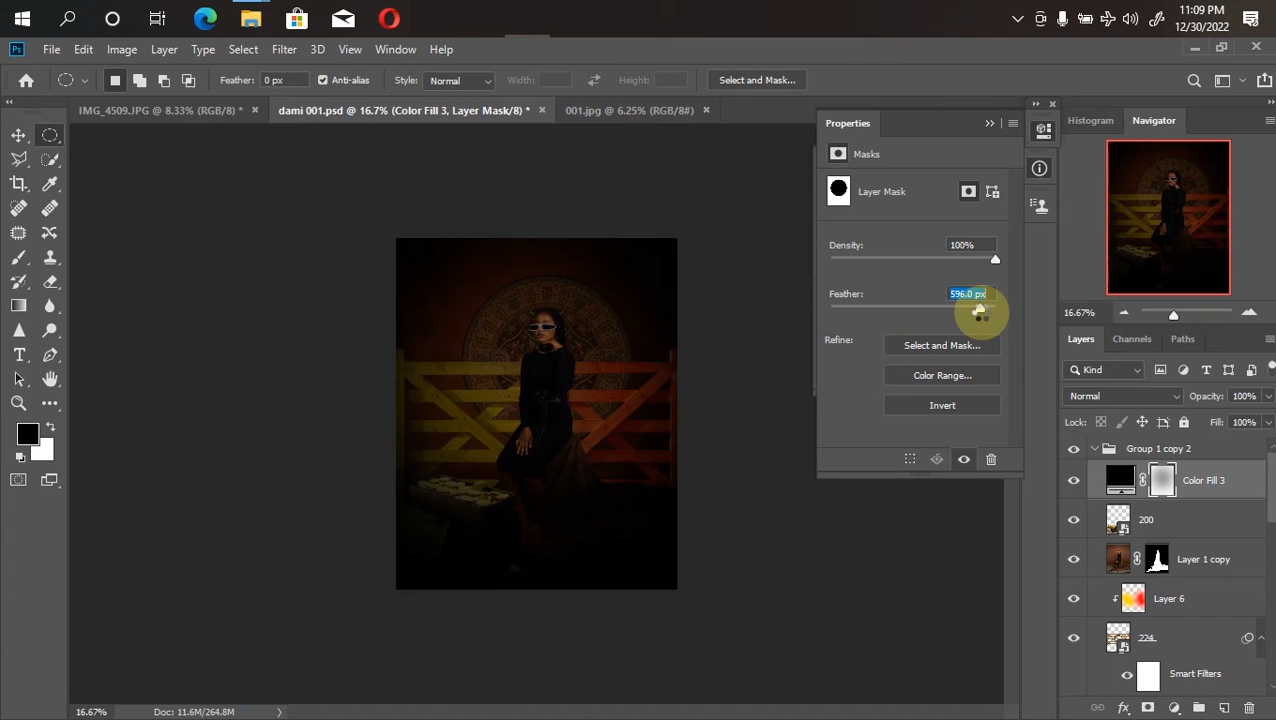 11:09 PM
12/30/2022
Ps File Edit Image Layer Type Select Filter 3D View Window Help
Feather: 0 px Anti-alias Style: Normal Width: Height: Select and Mask...
IMG_4509.JPG @ 8.33% (RGB/8) * × dami 001.psd @ 16.7% (Color Fill 3, Layer Mask/8) * × 001.jpg @ 6.25% (RGB/8#) ×
Properties
Masks
Layer Mask
Density: 100%
Feather: 596.0 px
Refine: Select and Mask...
Color Range...
Invert
Histogram Navigator
16.67%
Layers Channels Paths
Kind
Normal Opacity: 100%
Lock: Fill: 100%
Group 1 copy 2
Color Fill 3
200
Layer 1 copy
Layer 6
224
Smart Filters
16.67% Doc: 11.6M/264.8M